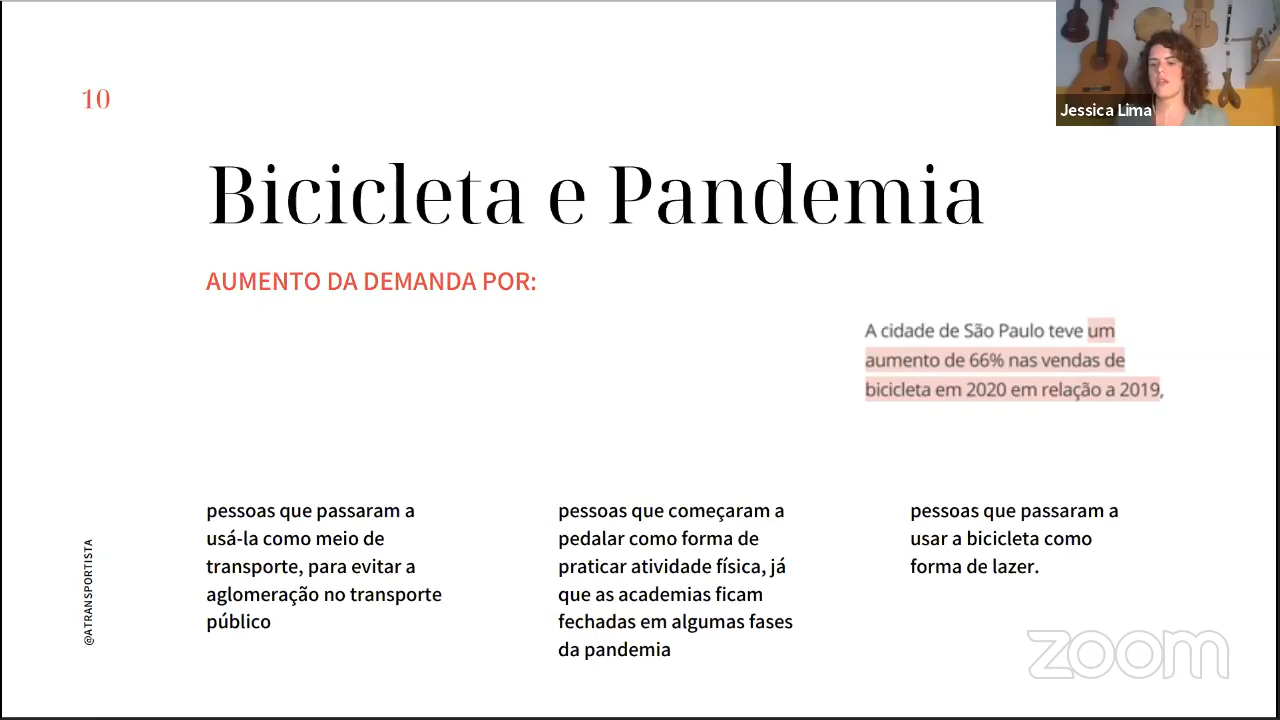 10
Jessica Lima
Bicicleta e Pandemia
AUMENTO DA DEMANDA POR:
A cidade de São Paulo teve um
aumento de 66% nas vendas de
bicicleta em 2020 em relação a 2019,
pessoas que passaram a
usá-la como meio de
transporte, para evitar a
aglomeração no transporte
público
pessoas que começaram a
pedalar como forma de
praticar atividade física, já
que as academias ficam
fechadas em algumas fases
da pandemia
pessoas que passaram a
usar a bicicleta como
forma de lazer.
@ATRANSPORTISTA
zoom